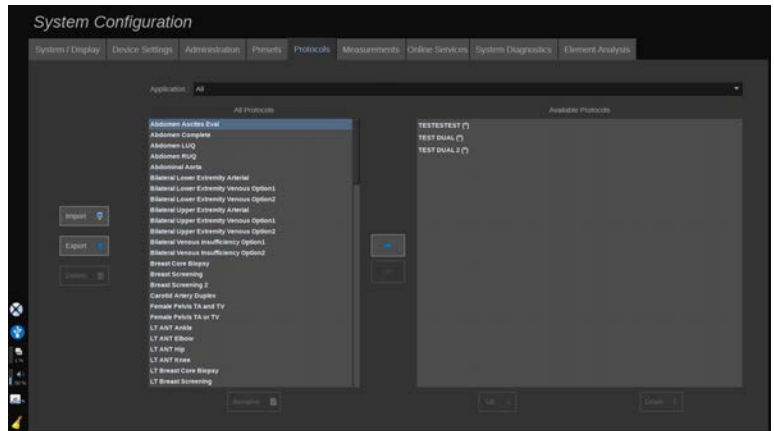 System Configuration
System / Display Device Settings Administration Presets Protocols Measurements Online Services System Diagnostics Element Analysis
Application : All
All Protocols
Available Protocols
Abdomen Ascites Eval
Abdomen Complete
Abdomen LUQ
Abdomen RUQ
Abdominal Aorta
Bilateral Lower Extremity Arterial
Bilateral Lower Extremity Venous Option1
Bilateral Lower Extremity Venous Option2
Bilateral Upper Extremity Arterial
Bilateral Upper Extremity Venous Option1
Bilateral Upper Extremity Venous Option2
Bilateral Venous Insufficiency Option1
Bilateral Venous Insufficiency Option2
Breast Core Biopsy
Breast Screening
Breast Screening 2
Carotid Artery Duplex
Female Pelvis TA and TV
Female Pelvis TA or TV
LT ANT Ankle
LT ANT Elbow
LT ANT Hip
LT ANT Knee
LT Breast Core Biopsy
LT Breast Screening
TESTESTEST (*)
TEST DUAL (*)
TEST DUAL 2 (*)
Import
Export
Delete
Rename
Up
Down